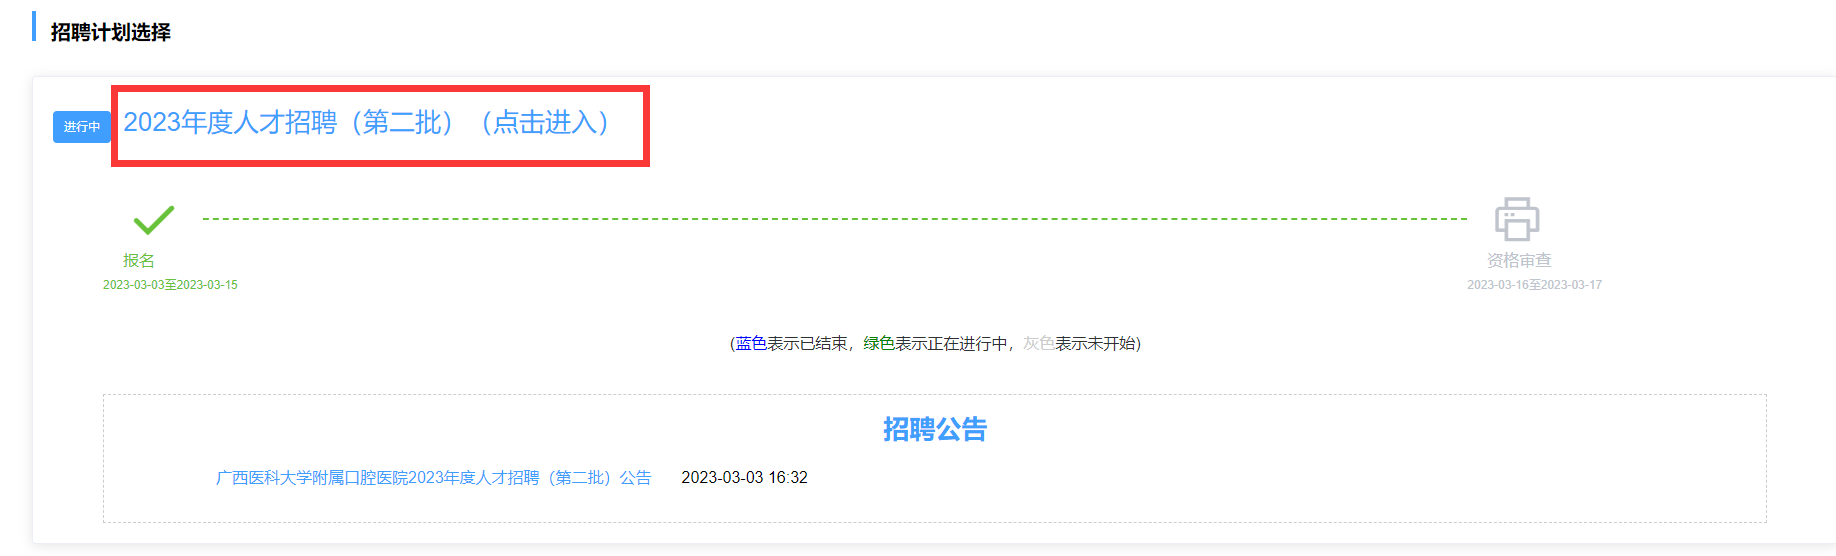 招聘计划选择
进行中 2023年度人才招聘（第二批）（点击进入）
报名
2023-03-03至2023-03-15
资格审查
2023-03-16至2023-03-17
(蓝色表示已结束，绿色表示正在进行中，灰色表示未开始)
招聘公告
广西医科大学附属口腔医院2023年度人才招聘（第二批）公告 2023-03-03 16:32